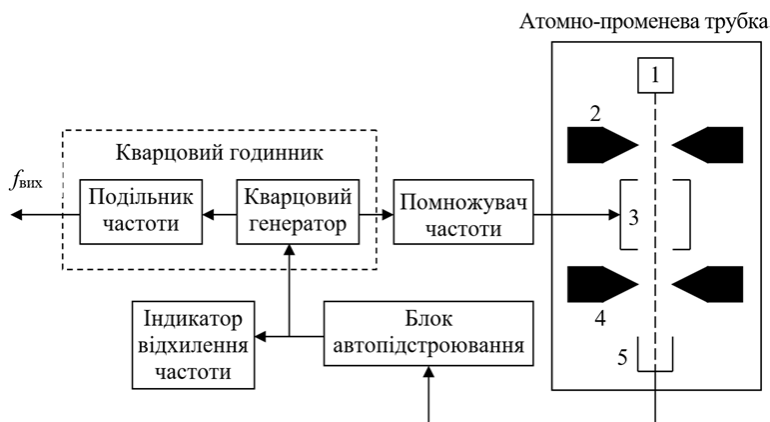 Атомно-променева трубка
1
2
Кварцовий годинник
fвих
Подільник
частоти
Кварцовий
генератор
Помножувач
частоти
3
4
Індикатор
відхилення
частоти
Блок
автопідстроювання
5